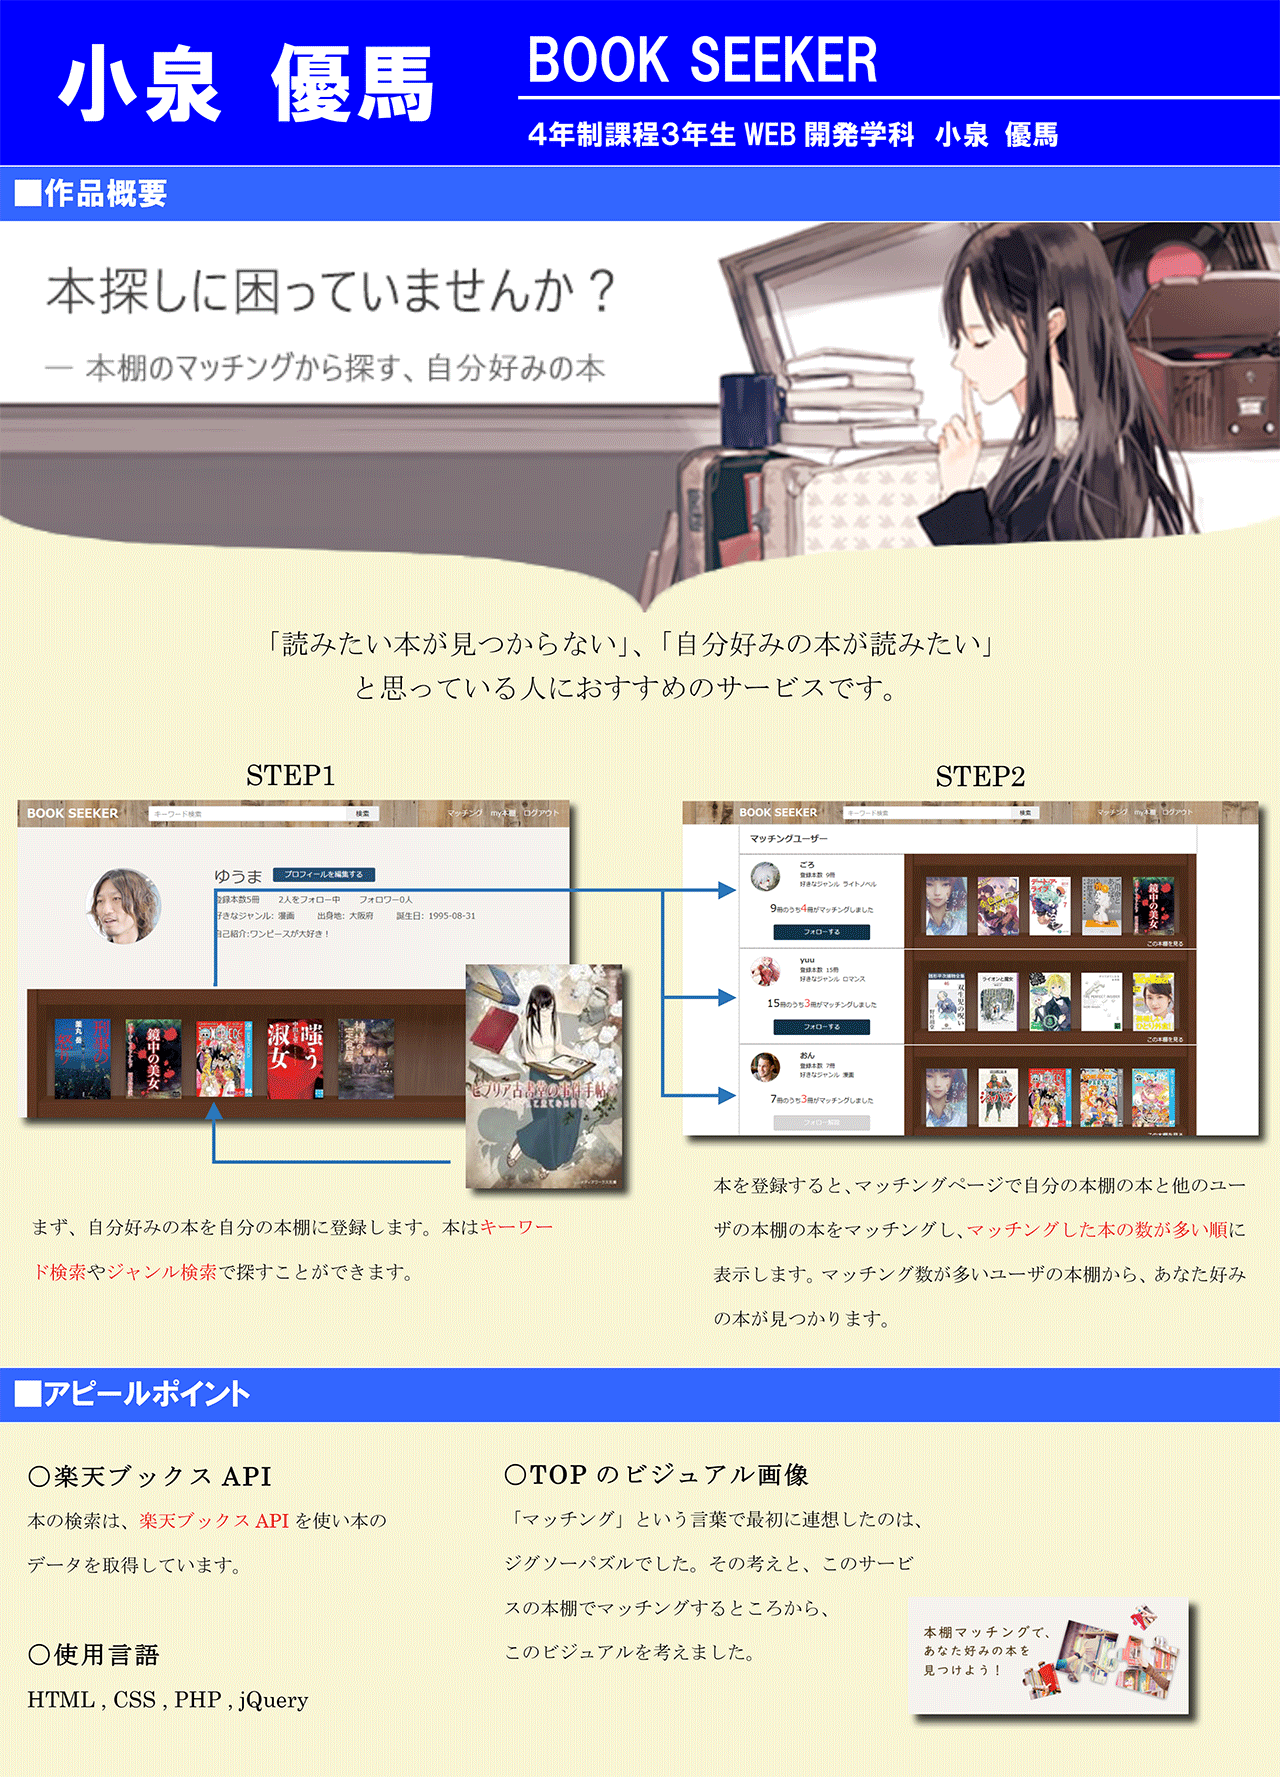 小泉 優馬
BOOK SEEKER
4年制課程3年生 WEB 開発学科 小泉 優馬
■作品概要
本探しに困っていませんか？
― 本棚のマッチングから探す、自分好みの本
「読みたい本が見つからない」、「自分好みの本が読みたい」
と思っている人におすすめのサービスです。
STEP1
BOOK SEEKER
キーワード検索
検索
マッチング my本棚 ログアウト
ゆうま
プロフィールを編集する
登録本数5冊 2人をフォロー中 フォロワー0人
好きなジャンル: 漫画 出身地: 大阪府 誕生日: 1995-08-31
自己紹介:ワンピースが大好き！
鏡中の美女
嗤う淑女
ビブリア古書堂の事件手帖
メディアワークス文庫
まず、自分好みの本を自分の本棚に登録します。本はキーワー
ド検索やジャンル検索で探すことができます。
STEP2
BOOK SEEKER
キーワード検索
検索
マッチング my本棚 ログアウト
マッチングユーザー
ごろ
登録本数 9冊
好きなジャンル ライトノベル
9冊のうち4冊がマッチングしました
フォローする
鏡中の美女
この本棚を見る
yuu
登録本数 15冊
好きなジャンル ロマンス
15冊のうち3冊がマッチングしました
フォローする
双生児の呪い
ライオンと魔女
この本棚を見る
おん
登録本数 7冊
好きなジャンル 漫画
7冊のうち3冊がマッチングしました
フォロー解除
この本棚を見る
本を登録すると、マッチングページで自分の本棚の本と他のユー
ザの本棚の本をマッチングし、マッチングした本の数が多い順に
表示します。マッチング数が多いユーザの本棚から、あなた好み
の本が見つかります。
■アピールポイント
〇楽天ブックス API
本の検索は、楽天ブックス API を使い本の
データを取得しています。
〇使用言語
HTML , CSS , PHP , jQuery
〇TOP のビジュアル画像
「マッチング」という言葉で最初に連想したのは、
ジグソーパズルでした。その考えと、このサービ
スの本棚でマッチングするところから、
このビジュアルを考えました。
本棚マッチングで、
あなた好みの本を
見つけよう！